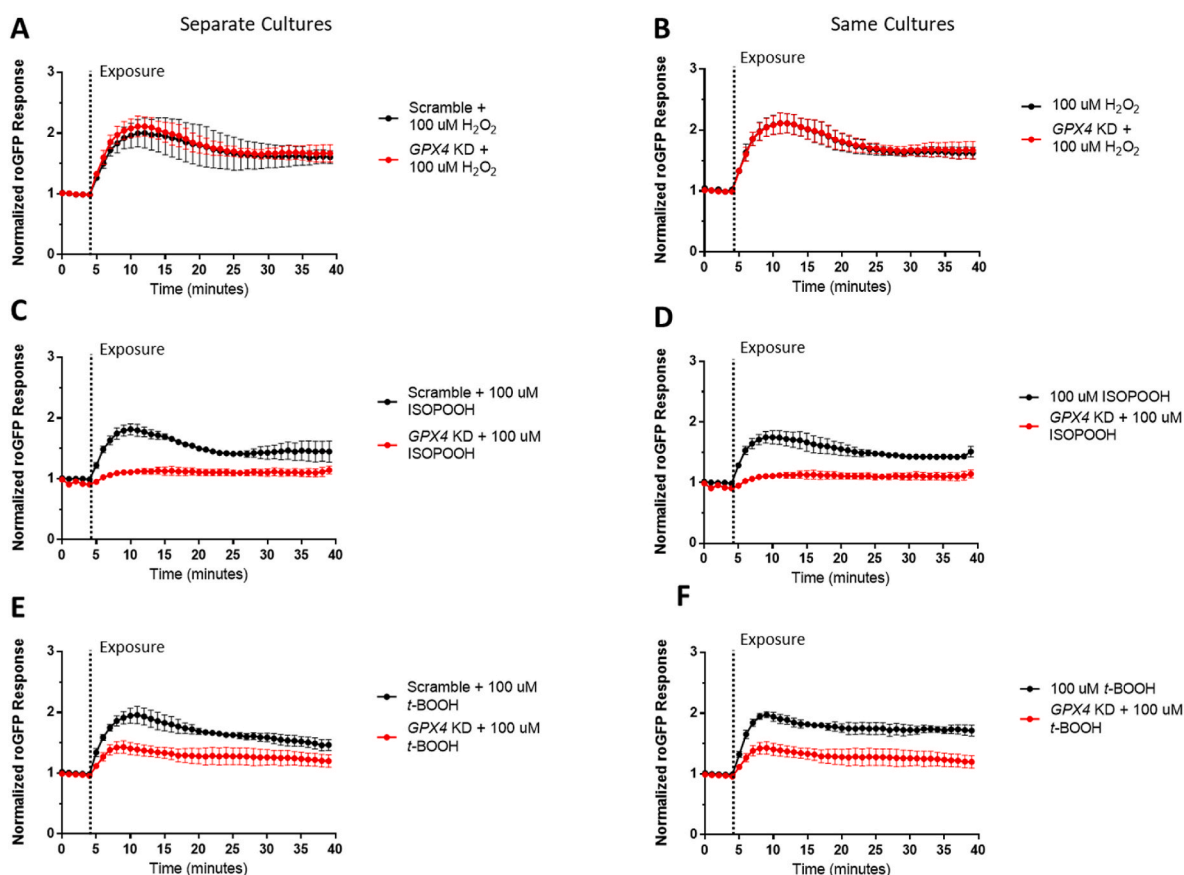 Separate Cultures
Same Cultures
A
Normalized roGFP Response
3
2
1
0
Exposure
0 5 10 15 20 25 30 35 40
Time (minutes)
Scramble +
100 uM H₂O₂
GPX4 KD +
100 uM H₂O₂
B
Normalized roGFP Response
3
2
1
0
Exposure
0 5 10 15 20 25 30 35 40
Time (minutes)
100 uM H₂O₂
GPX4 KD +
100 uM H₂O₂
C
Normalized roGFP Response
3
2
1
0
Exposure
0 5 10 15 20 25 30 35 40
Time (minutes)
Scramble + 100 uM
ISOPOOH
GPX4 KD + 100 uM
ISOPOOH
D
Normalized roGFP Response
3
2
1
0
Exposure
0 5 10 15 20 25 30 35 40
Time (minutes)
100 uM ISOPOOH
GPX4 KD + 100 uM
ISOPOOH
E
Normalized roGFP Response
3
2
1
0
Exposure
0 5 10 15 20 25 30 35 40
Time (minutes)
Scramble + 100 uM
t-BOOH
GPX4 KD + 100 uM
t-BOOH
F
Normalized roGFP Response
3
2
1
0
Exposure
0 5 10 15 20 25 30 35 40
Time (minutes)
100 uM t-BOOH
GPX4 KD + 100 uM
t-BOOH